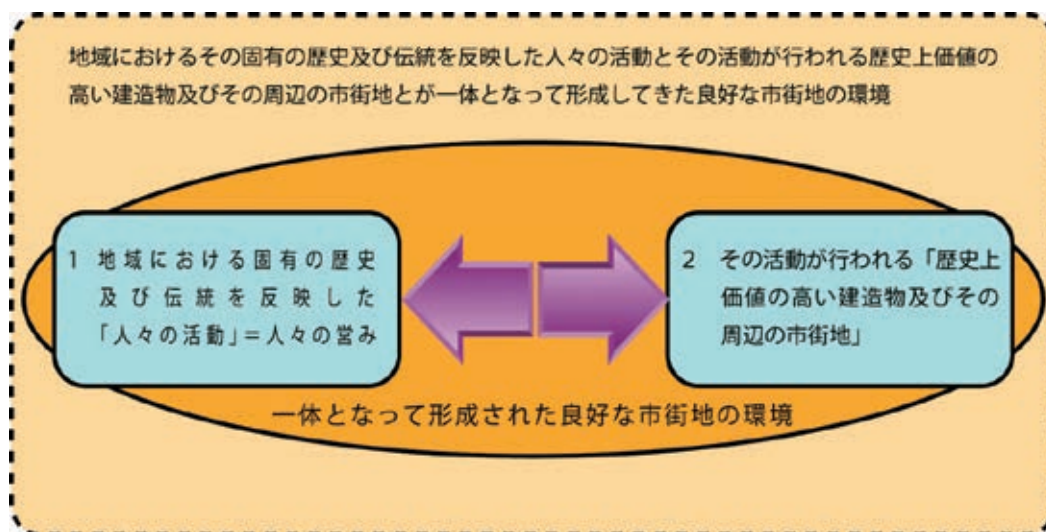 地域におけるその固有の歴史及び伝統を反映した人々の活動とその活動が行われる歴史上価値の
高い建造物及びその周辺の市街地とが一体となって形成してきた良好な市街地の環境
1 地域における固有の歴史
及び伝統を反映した
「人々の活動」＝人々の営み
2 その活動が行われる「歴史上
価値の高い建造物及びその
周辺の市街地」
一体となって形成された良好な市街地の環境